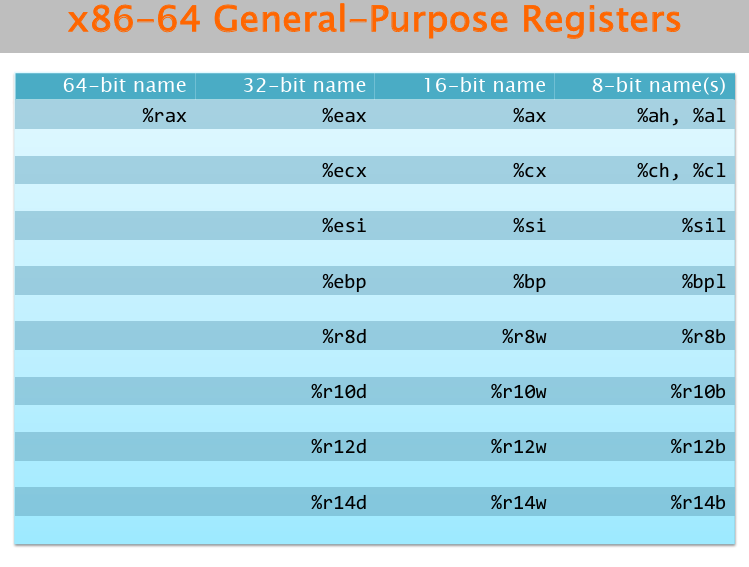 x86-64 General-Purpose Registers
64-bit name 32-bit name 16-bit name 8-bit name(s)
%rax %eax %ax %ah, %al
%ecx %cx %ch, %cl
%esi %si %sil
%ebp %bp %bpl
%r8d %r8w %r8b
%r10d %r10w %r10b
%r12d %r12w %r12b
%r14d %r14w %r14b